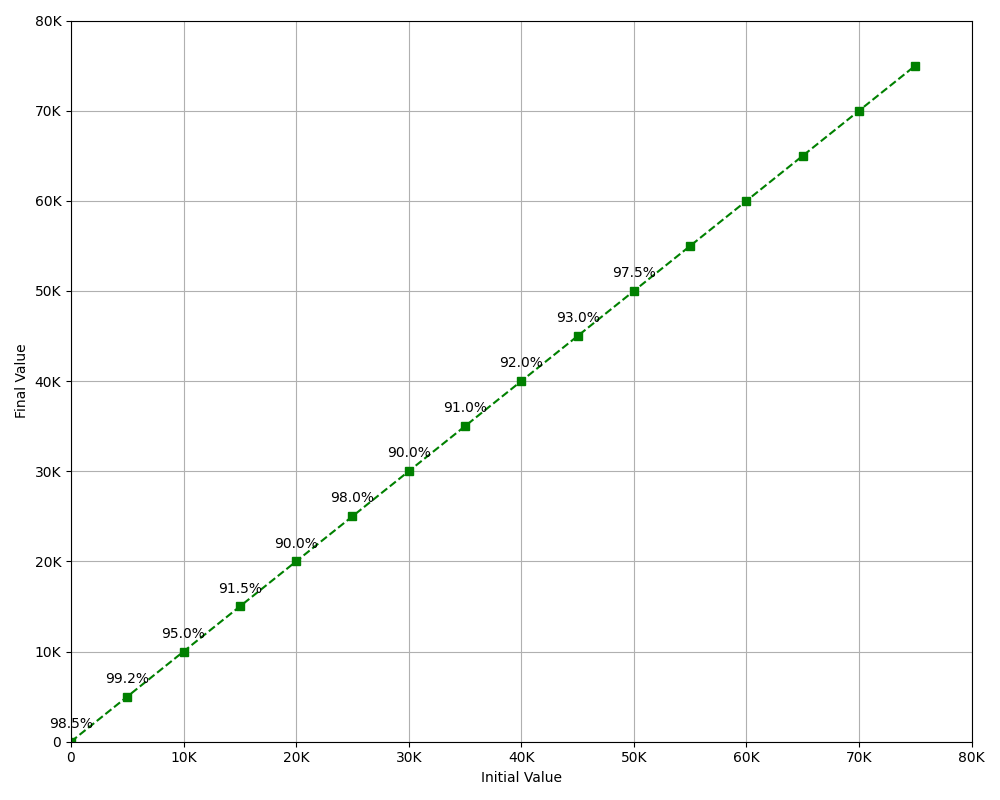 80K
70K
60K
50K
40K
30K
20K
10K
0
Final Value
97.5%
93.0%
92.0%
91.0%
90.0%
98.0%
90.0%
91.5%
95.0%
99.2%
98.5%
0 10K 20K 30K 40K 50K 60K 70K 80K
Initial Value